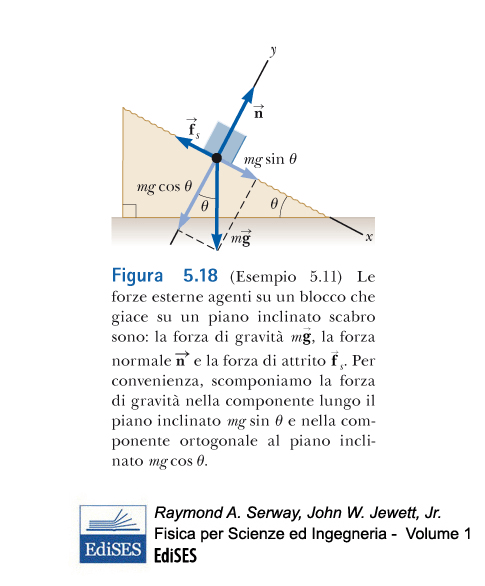 y
n
f s
mg sin θ
mg cos θ
θ
θ
mg
x
Figura 5.18 (Esempio 5.11) Le
forze esterne agenti su un blocco che
giace su un piano inclinato scabro
sono: la forza di gravità mg⃗, la forza
normale n⃗ e la forza di attrito f⃗ s. Per
convenienza, scomponiamo la forza
di gravità nella componente lungo il
piano inclinato mg sin θ e nella com-
ponente ortogonale al piano incli-
nato mg cos θ.
Raymond A. Serway, John W. Jewett, Jr.
Fisica per Scienze ed Ingegneria - Volume 1
EdiSES
EdiSES